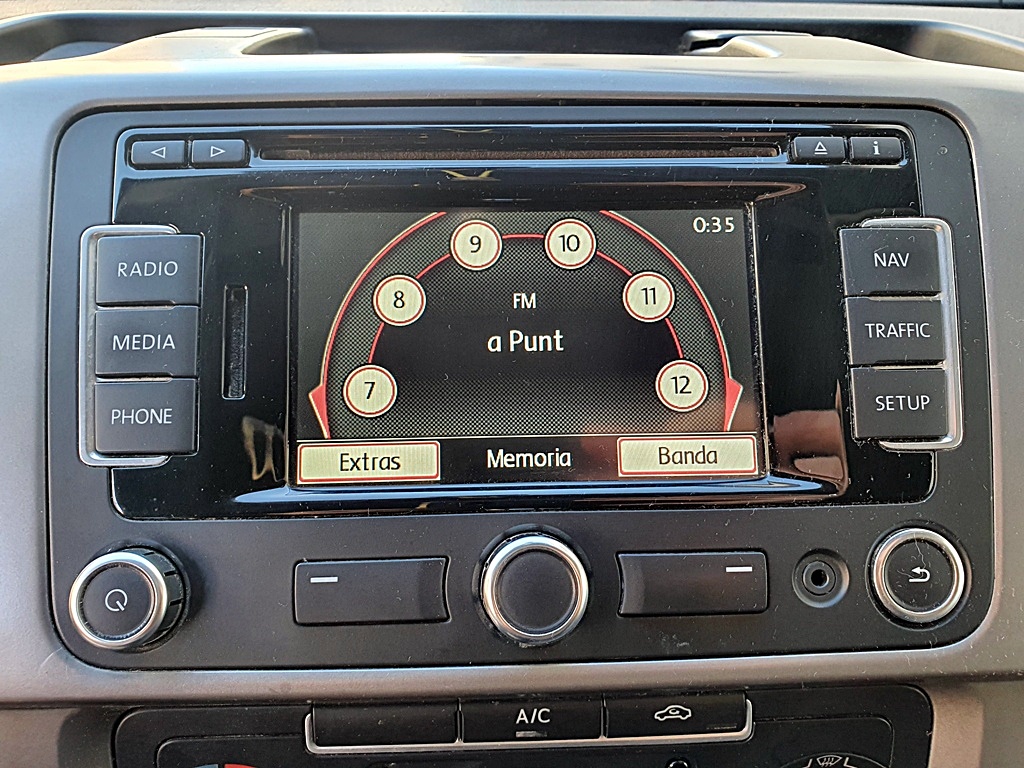 i
0:35
9 10
RADIO
NAV
8
FM
11
MEDIA
a Punt
TRAFFIC
7
12
PHONE
SETUP
Extras
Memoria
Banda
A/C